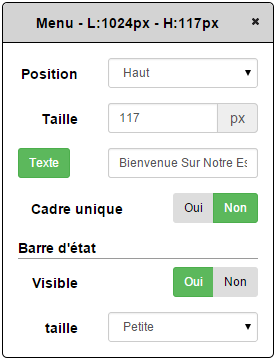 Menu - L:1024px - H:117px ×
Position Haut
Taille 117 px
Texte Bienvenue Sur Notre Es
Cadre unique Oui Non
Barre d'état
Visible Oui Non
taille Petite